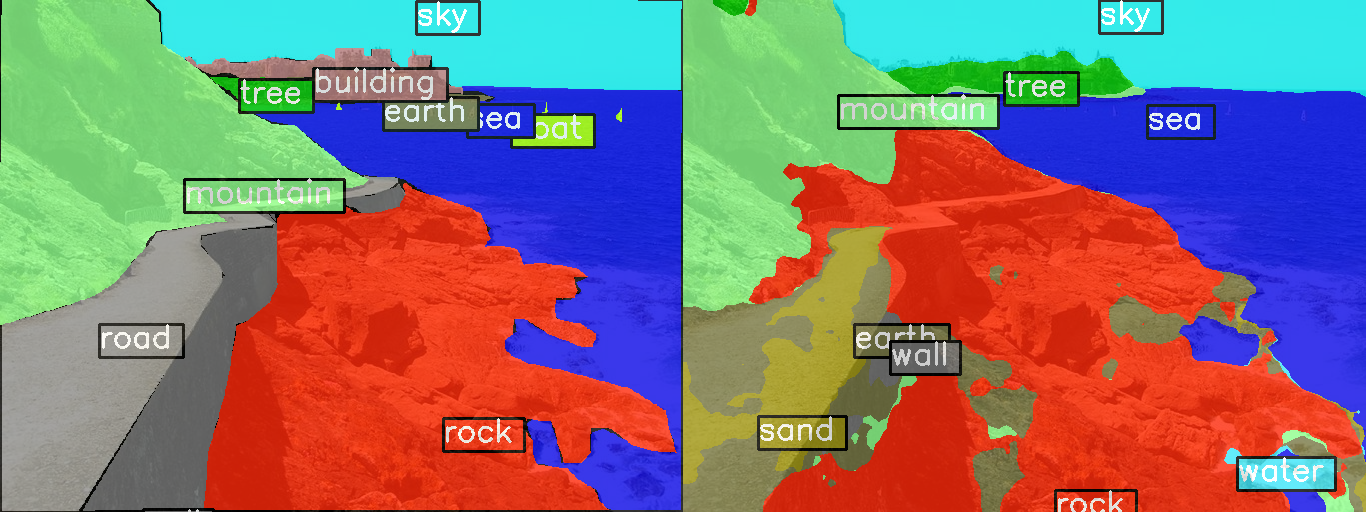 sky
building
tree
earth
sea
mountain
road
rock
sky
tree
mountain
sea
earth
wall
sand
water
rock